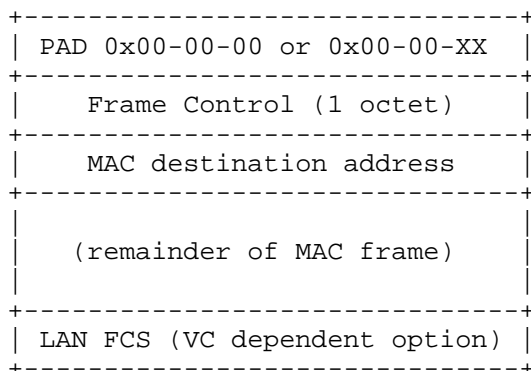 PAD 0x00-00-00 or 0x00-00-XX
Frame Control (1 octet)
MAC destination address
(remainder of MAC frame)
LAN FCS (VC dependent option)